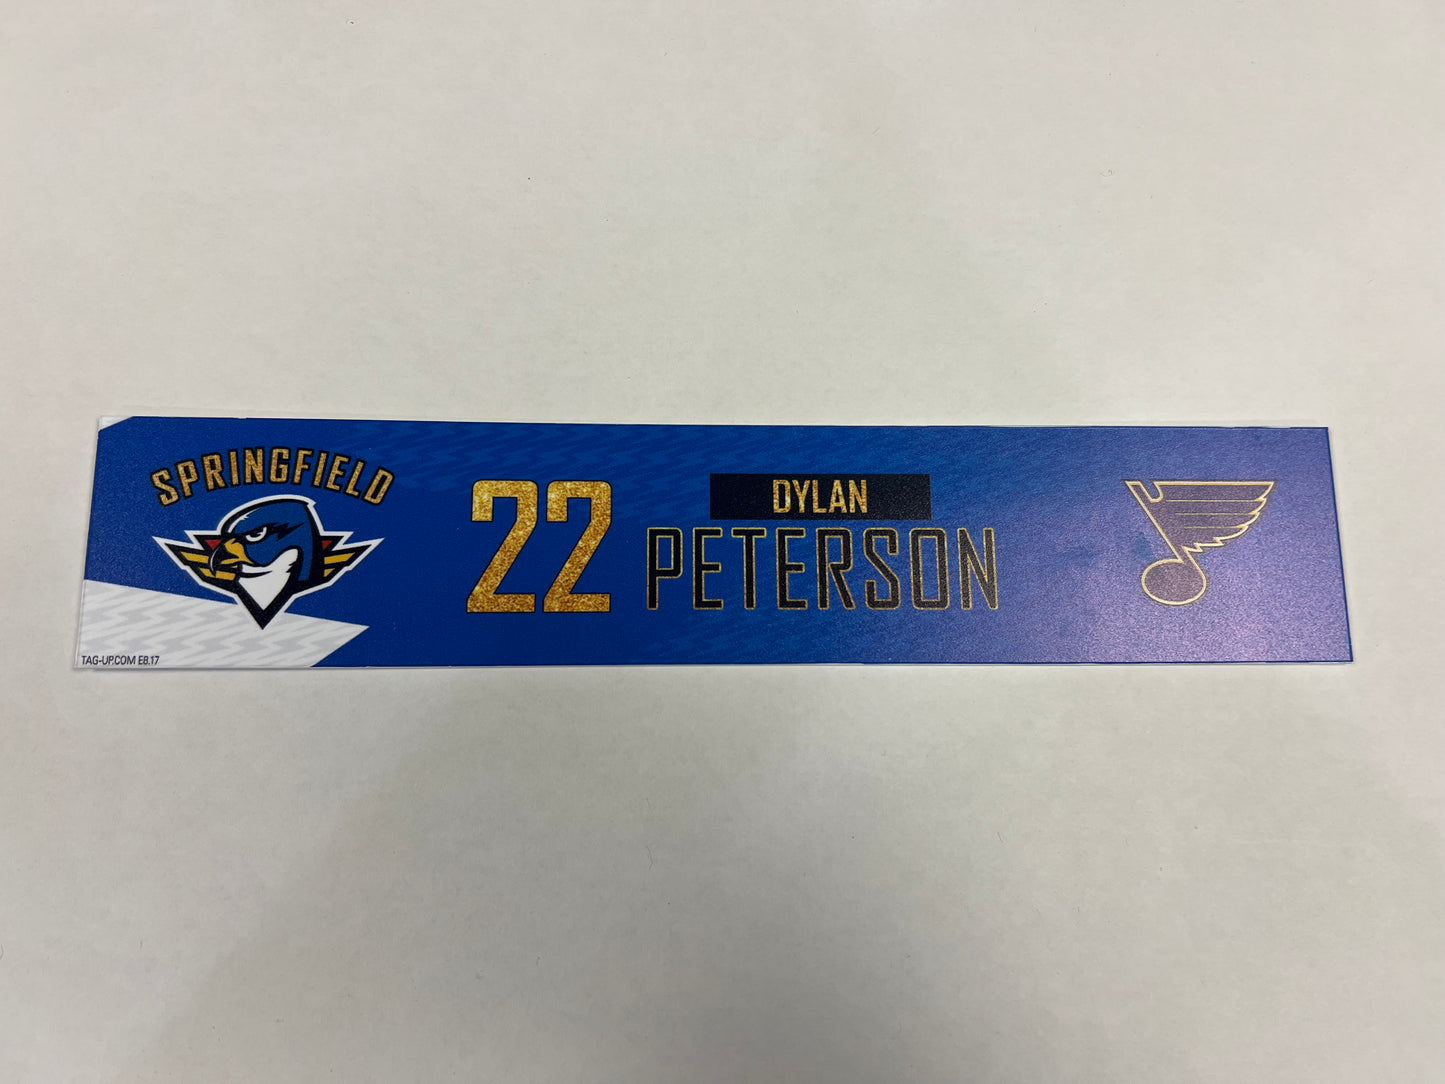 SPRINGFIELD
22
DYLAN
PETERSON
TAG-UP.COM E8.17